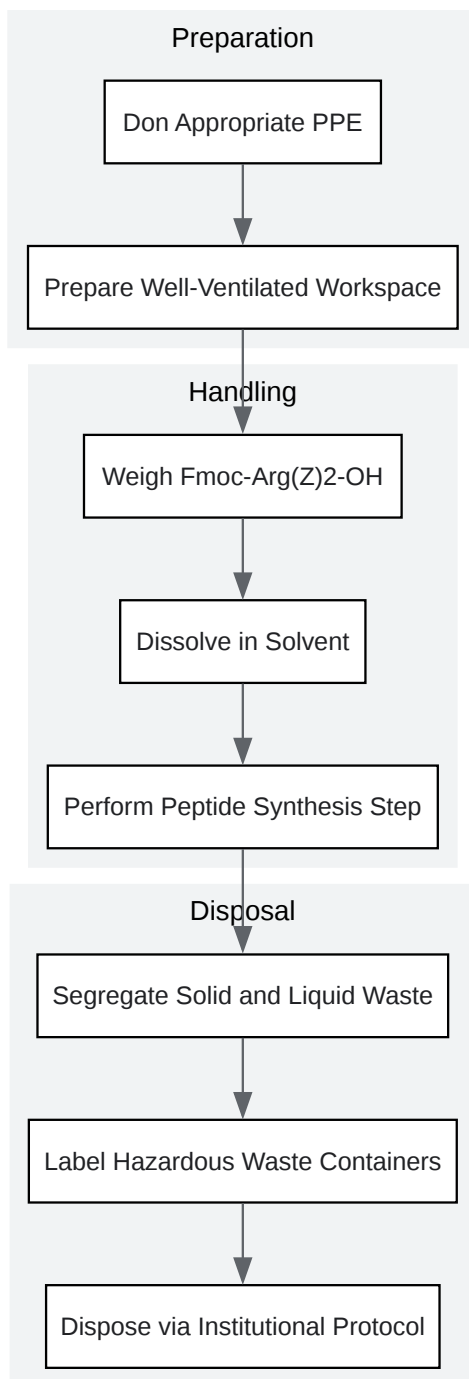 Preparation
Don Appropriate PPE
Prepare Well-Ventilated Workspace
Handling
Weigh Fmoc-Arg(Z)2-OH
Dissolve in Solvent
Perform Peptide Synthesis Step
Disposal
Segregate Solid and Liquid Waste
Label Hazardous Waste Containers
Dispose via Institutional Protocol